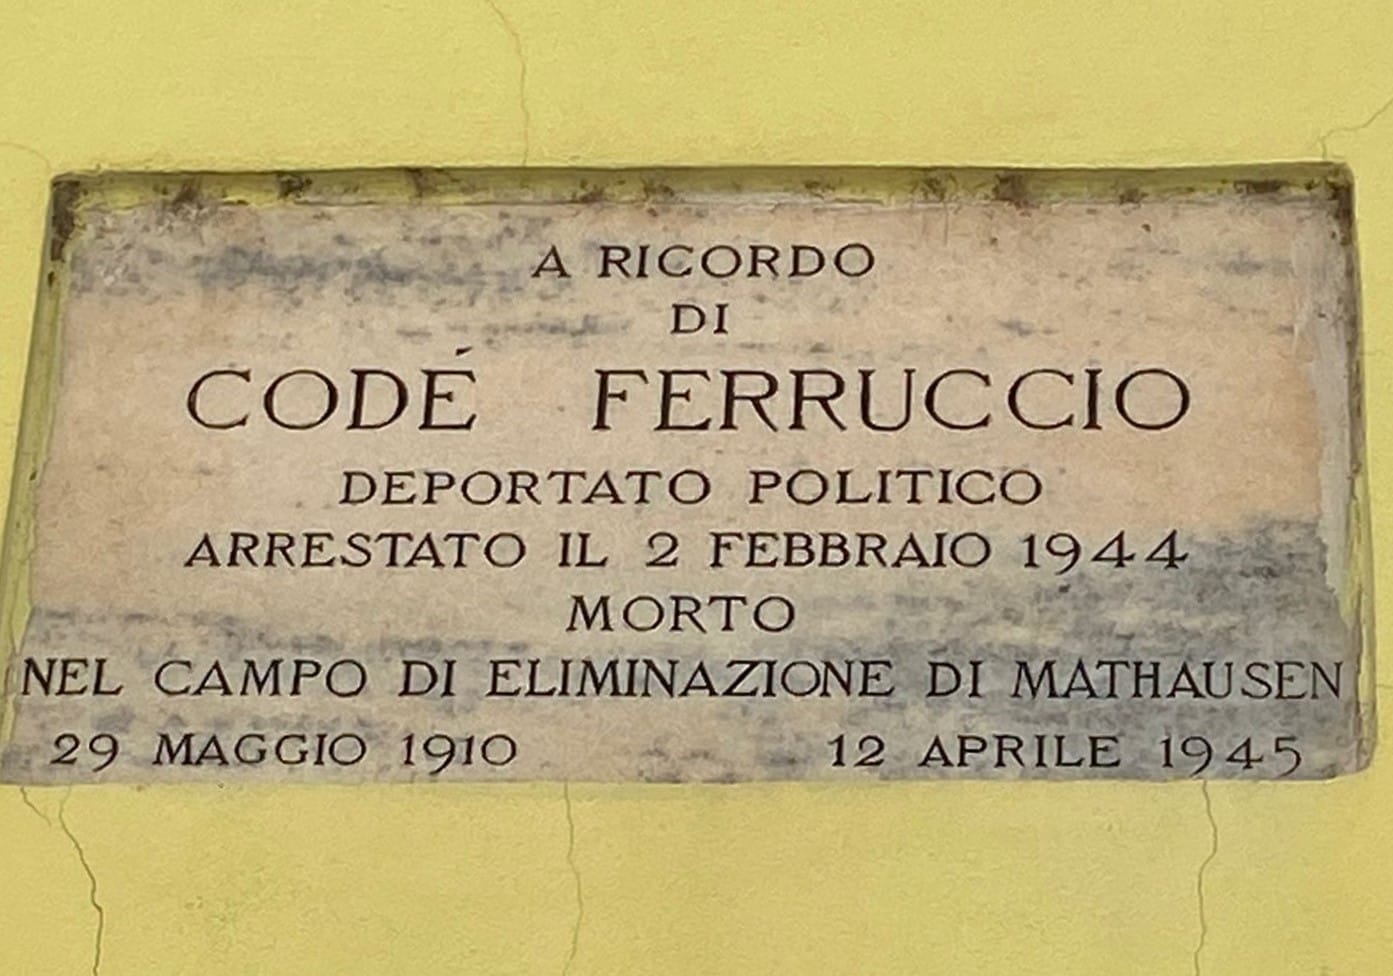 A RICORDO
DI
CODÉ FERRUCCIO
DEPORTATO POLITICO
ARRESTATO IL 2 FEBBRAIO 1944
MORTO
NEL CAMPO DI ELIMINAZIONE DI MATHAUSEN
29 MAGGIO 1910 12 APRILE 1945